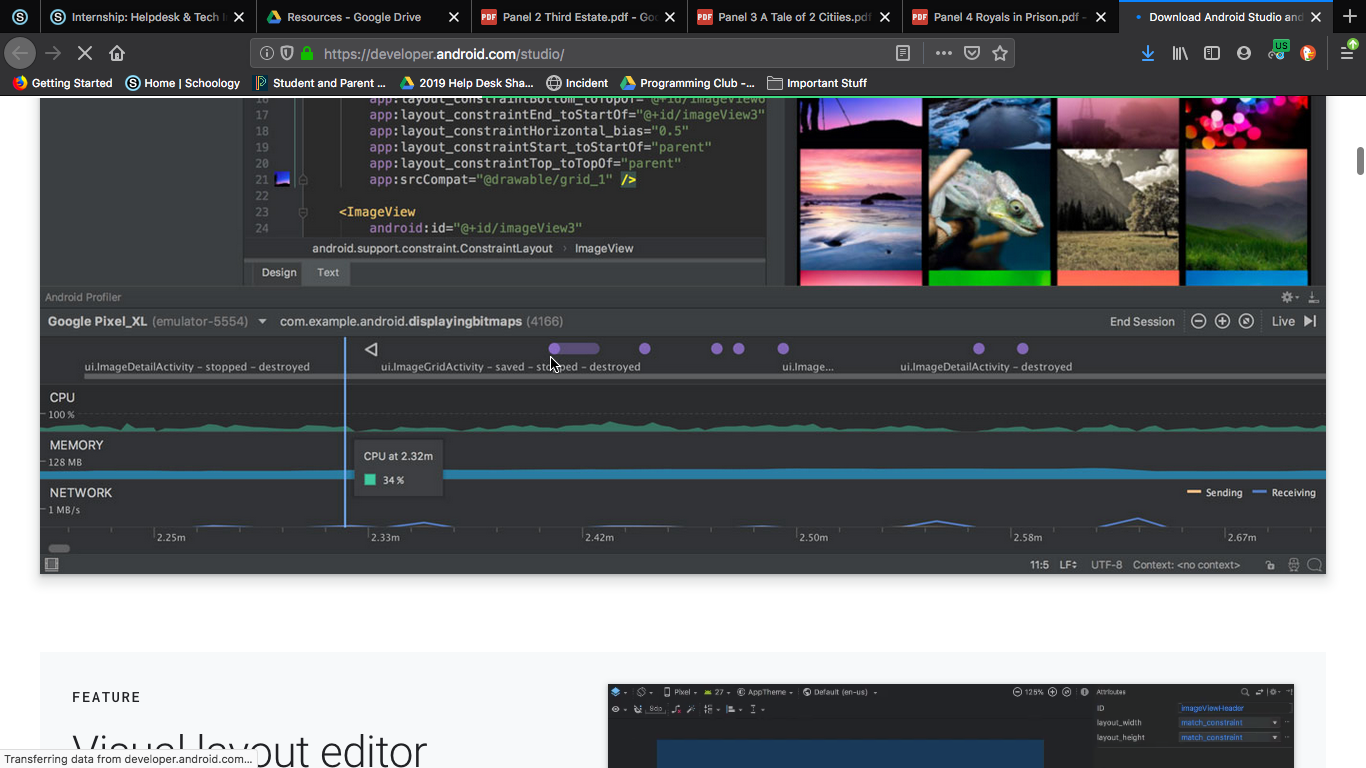 Internship: Helpdesk & Tech
Resources - Google Drive
Panel 2 Third Estate.pdf - Go
Panel 3 A Tale of 2 Citiies.pdf
Panel 4 Royals in Prison.pdf -
Download Android Studio and
https://developer.android.com/studio/
US
Getting Started
Home | Schoology
Student and Parent ...
2019 Help Desk Sha...
Incident
Programming Club -...
Important Stuff
16 app:layout_constraintBottom_toTopOf="@+id/imageView6
17 app:layout_constraintEnd_toStartOf="@+id/imageView3"
18 app:layout_constraintHorizontal_bias="0.5"
19 app:layout_constraintStart_toStartOf="parent"
20 app:layout_constraintTop_toTopOf="parent"
21 app:srcCompat="@drawable/grid_1" />
22
23 <ImageView
24 android:id="@+id/imageView3"
android.support.constraint.ConstraintLayout › ImageView
Design Text
Android Profiler
Google Pixel_XL (emulator-5554) com.example.android.displayingbitmaps (4166) End Session Live
ui.ImageDetailActivity – stopped – destroyed ui.ImageGridActivity – saved – stopped – destroyed ui.Image... ui.ImageDetailActivity – stopped – destroyed
CPU
100 %
MEMORY
128 MB
CPU at 2.32m
34 %
NETWORK
1 MB/s
Sending Receiving
2.25m 2.33m 2.42m 2.50m 2.58m 2.67m
11:5 LF UTF-8 Context: <no context>
FEATURE
Visual layout editor
Pixel 27 AppTheme Default (en-us) 125% Attributes
8dp
ID imageViewHeader
layout_width match_constraint
layout_height match_constraint
Transferring data from developer.android.com...